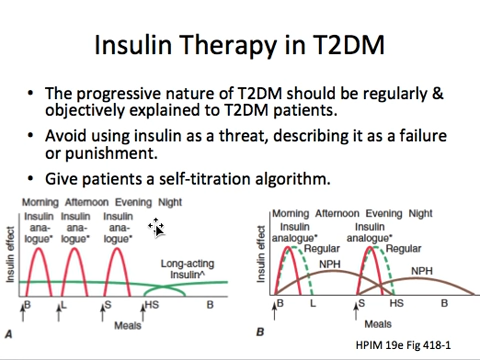 Insulin Therapy in T2DM
• The progressive nature of T2DM should be regularly &
objectively explained to T2DM patients.
• Avoid using insulin as a threat, describing it as a failure
or punishment.
• Give patients a self-titration algorithm.
Morning Afternoon Evening Night
Insulin Insulin Insulin
ana- ana- ana-
logue* logue* logue*
Long-acting
Insulin^
Insulin effect
B L S HS B
Meals
A
Morning Afternoon Evening Night
Insulin Insulin
analogue* analogue*
Regular Regular
NPH NPH
Insulin effect
B L S HS B
Meals
B
HPIM 19e Fig 418-1